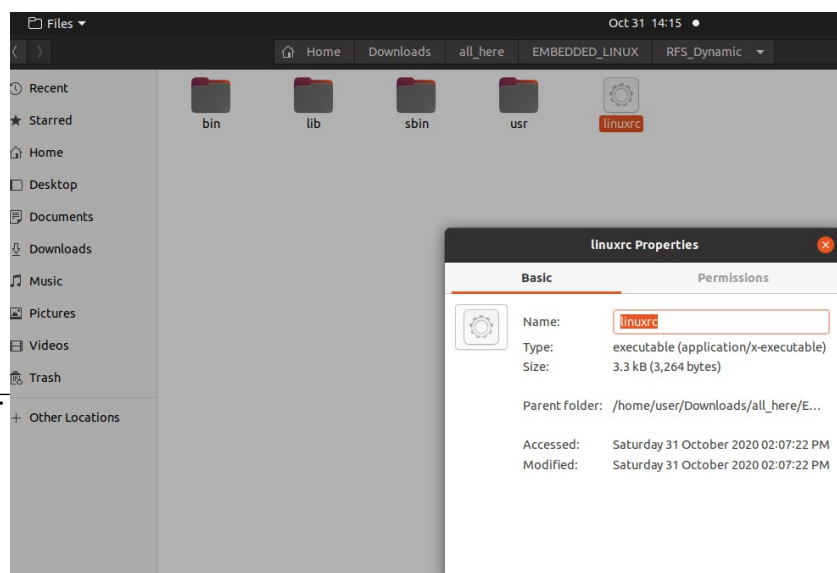 Files
Oct 31 14:15
Home Downloads all_here EMBEDDED_LINUX RFS_Dynamic
Recent
Starred
Home
Desktop
Documents
Downloads
Music
Pictures
Videos
Trash
Other Locations
bin lib sbin usr linuxrc
linuxrc Properties
Basic Permissions
Name: linuxrc
Type: executable (application/x-executable)
Size: 3.3 kB (3,264 bytes)
Parent folder: /home/user/Downloads/all_here/E...
Accessed: Saturday 31 October 2020 02:07:22 PM
Modified: Saturday 31 October 2020 02:07:22 PM